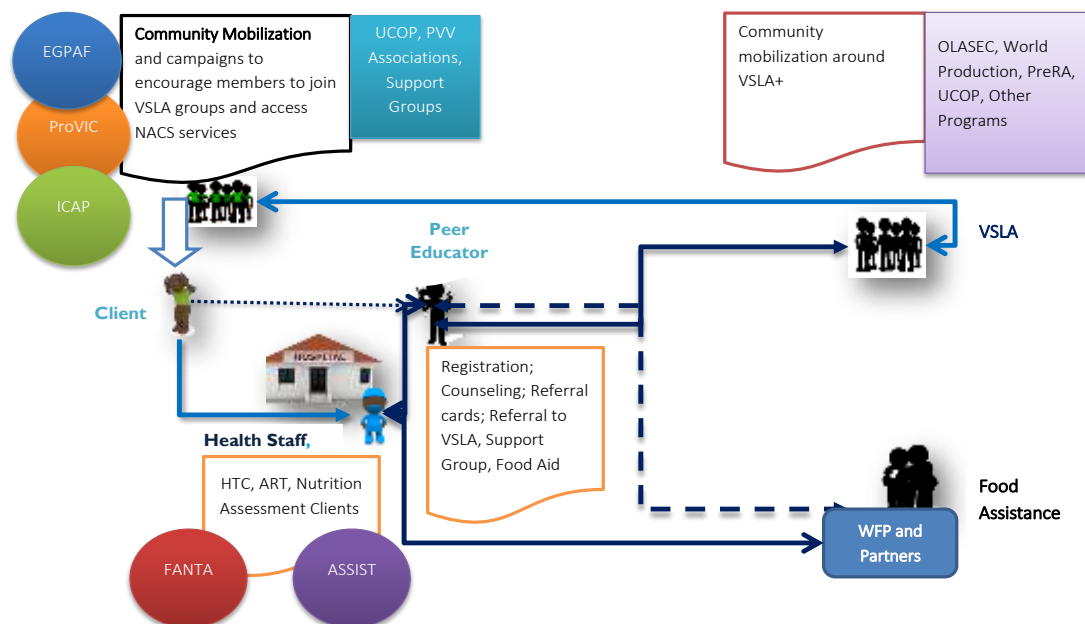 EGPAF
ProVIC
ICAP
Community Mobilization
and campaigns to
encourage members to join
VSLA groups and access
NACS services
UCOP, PVV
Associations,
Support
Groups
Community
mobilization around
VSLA+
OLASEC, World
Production, PreRA,
UCOP, Other
Programs
Peer
Educator
VSLA
Client
HOSPITAL
Registration;
Counseling; Referral
cards; Referral to
VSLA, Support
Group, Food Aid
Health Staff,
HTC, ART, Nutrition
Assessment Clients
FANTA
ASSIST
Food
Assistance
WFP and
Partners